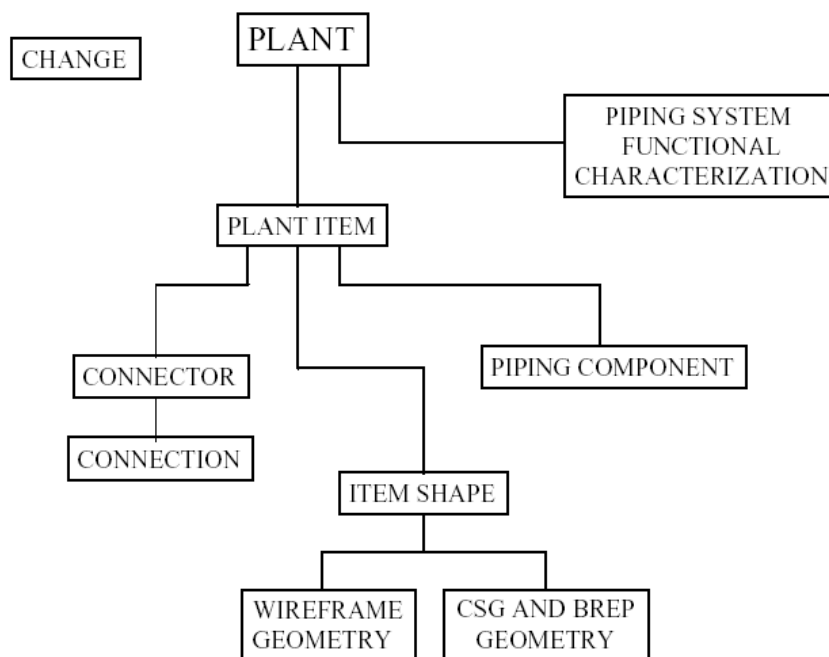 PLANT
CHANGE
PIPING SYSTEM
FUNCTIONAL
CHARACTERIZATION
PLANT ITEM
CONNECTOR
PIPING COMPONENT
CONNECTION
ITEM SHAPE
WIREFRAME
GEOMETRY
CSG AND BREP
GEOMETRY